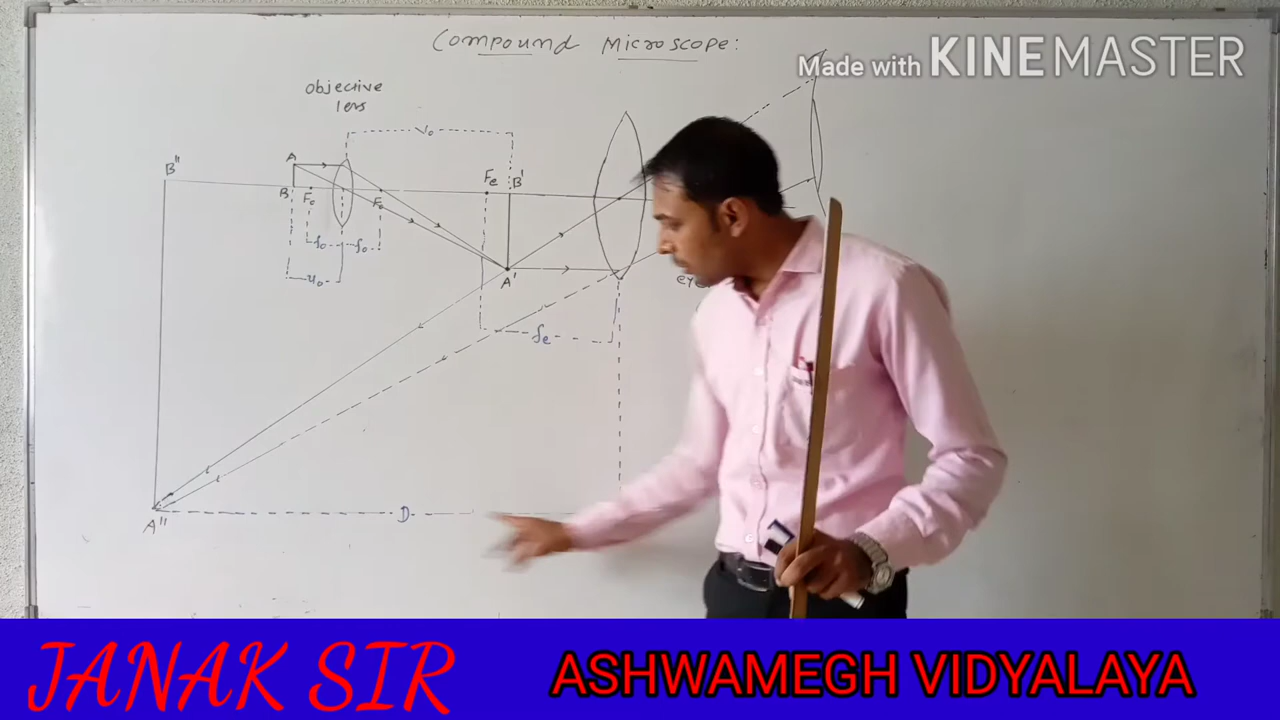 Compound Microscope:
Made with KINEMASTER
objective
lens
Vo
B"
A
Fe
B'
B
Fo
Fo
fo
fo
uo
A'
eye
fe
A"
D
JANAK SIR
ASHWAMEGH VIDYALAYA